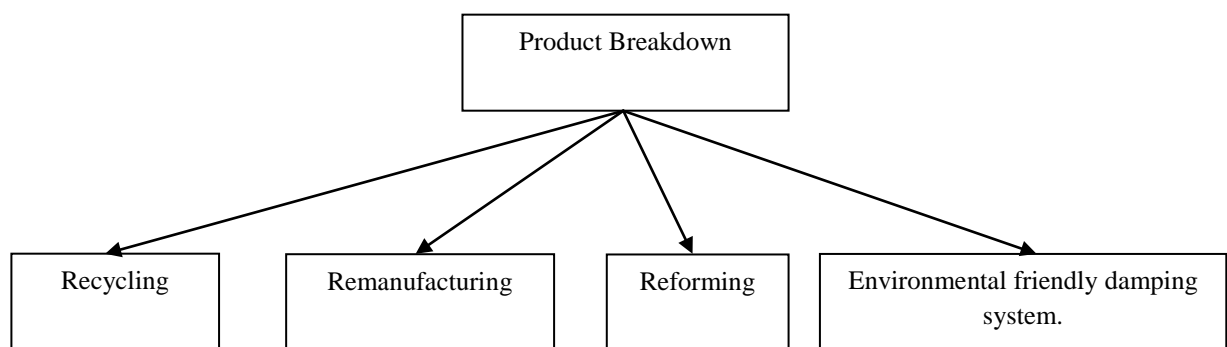 Product Breakdown
Recycling
Remanufacturing
Reforming
Environmental friendly damping
system.